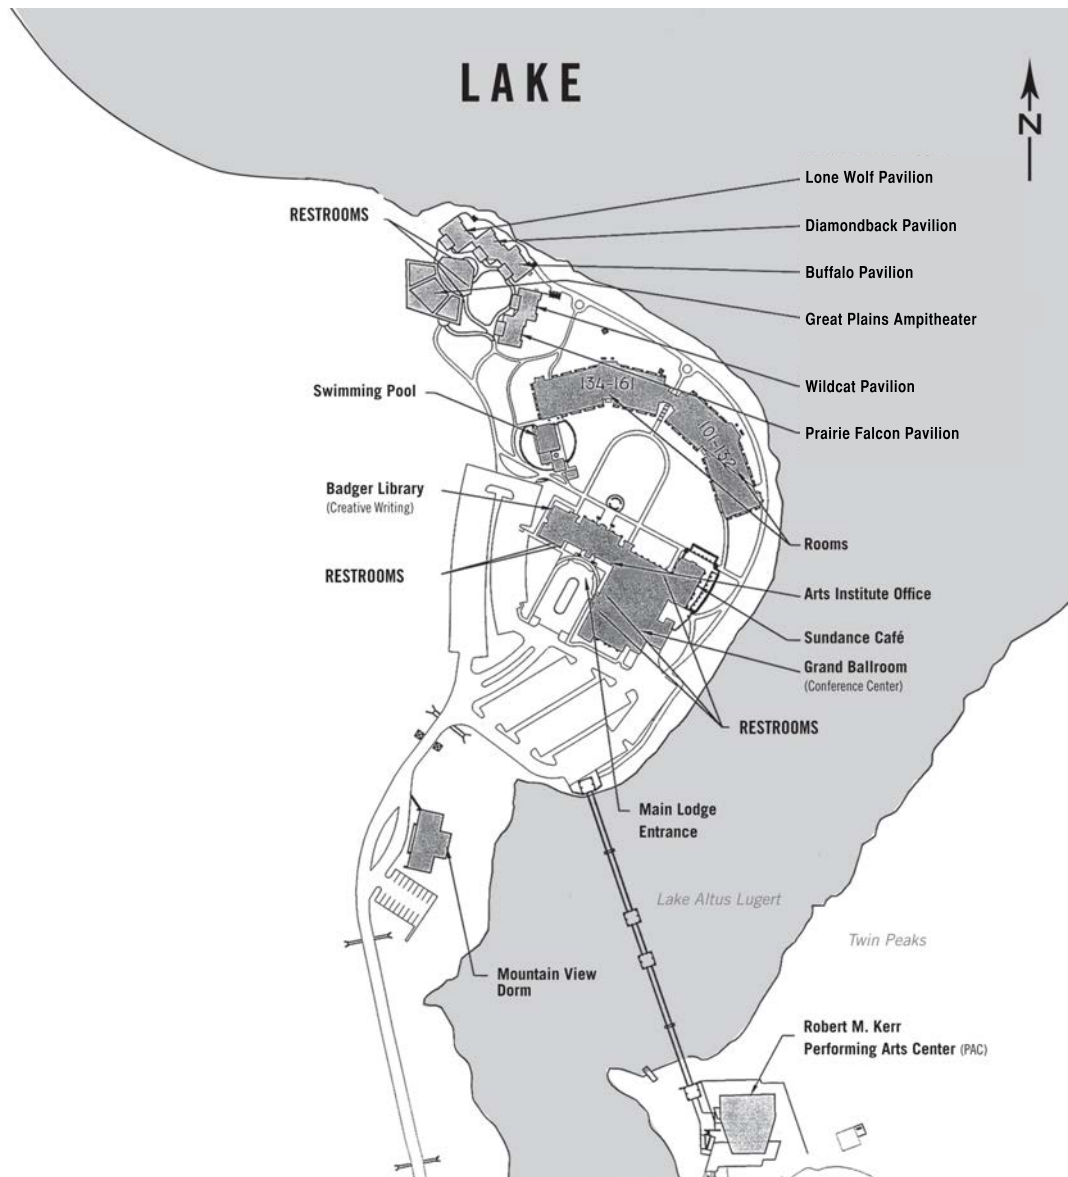 LAKE
N
Lone Wolf Pavilion
RESTROOMS
Diamondback Pavilion
Buffalo Pavilion
Great Plains Ampitheater
134-161
Wildcat Pavilion
Swimming Pool
Prairie Falcon Pavilion
101-132
Badger Library
(Creative Writing)
Rooms
RESTROOMS
Arts Institute Office
Sundance Café
Grand Ballroom
(Conference Center)
RESTROOMS
Main Lodge
Entrance
Lake Altus Lugert
Twin Peaks
Mountain View
Dorm
Robert M. Kerr
Performing Arts Center (PAC)